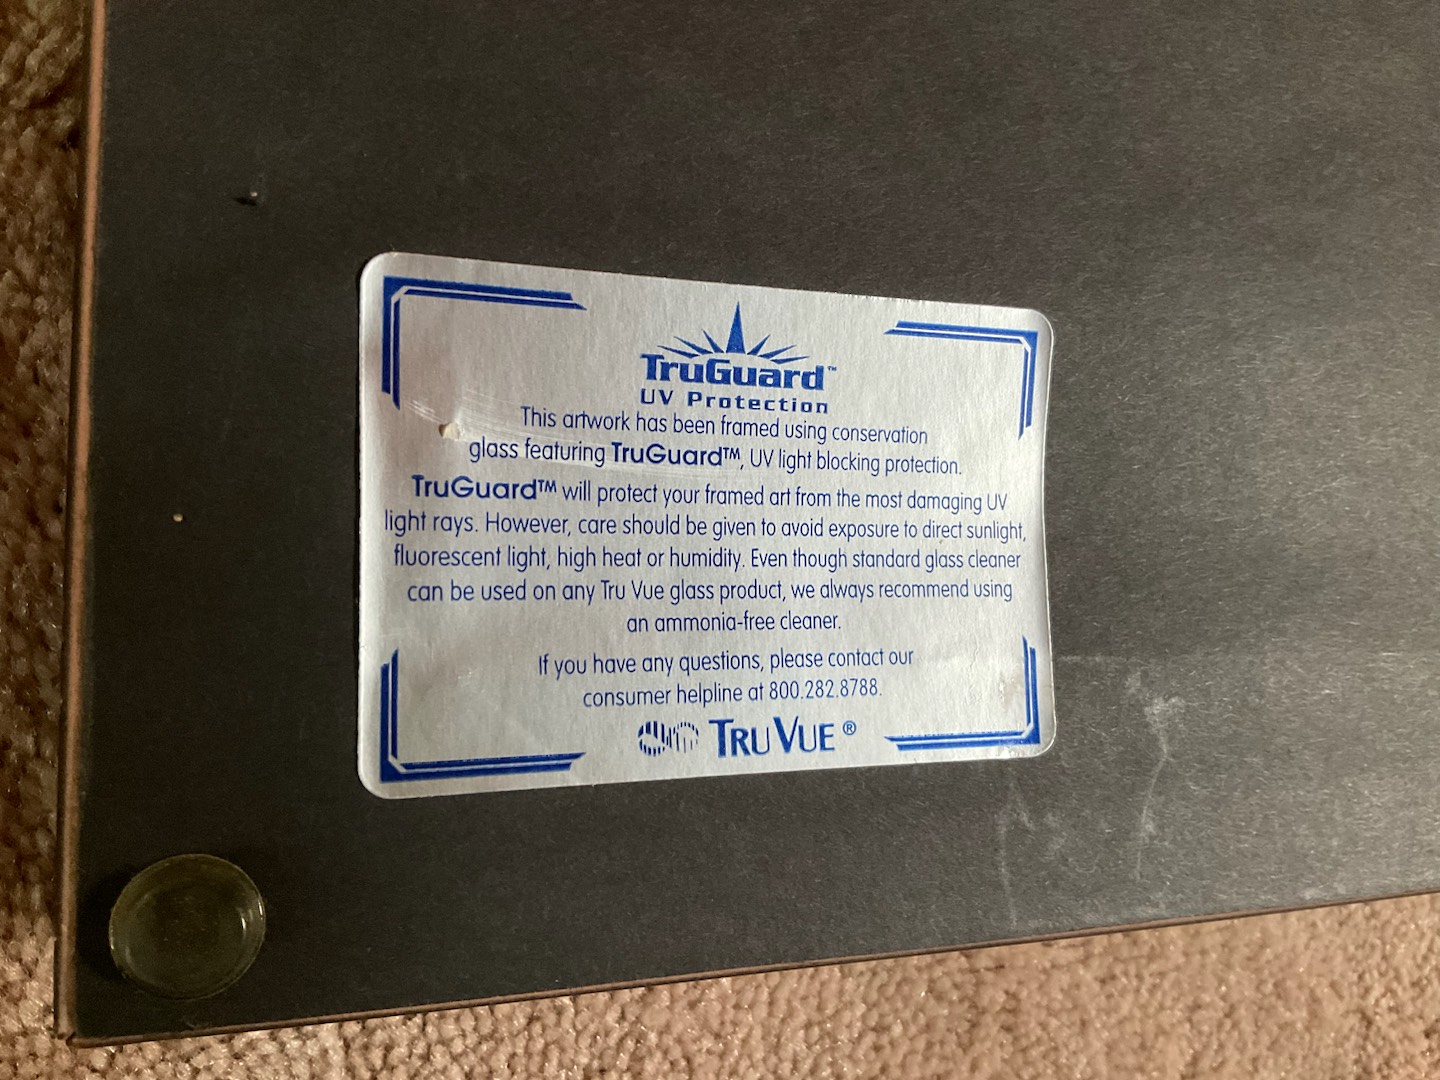 TruGuard™
UV Protection
This artwork has been framed using conservation
glass featuring TruGuard™, UV light blocking protection.
TruGuard™ will protect your framed art from the most damaging UV
light rays. However, care should be given to avoid exposure to direct sunlight,
fluorescent light, high heat or humidity. Even though standard glass cleaner
can be used on any Tru Vue glass product, we always recommend using
an ammonia-free cleaner.
If you have any questions, please contact our
consumer helpline at 800.282.8788.
TRU VUE®